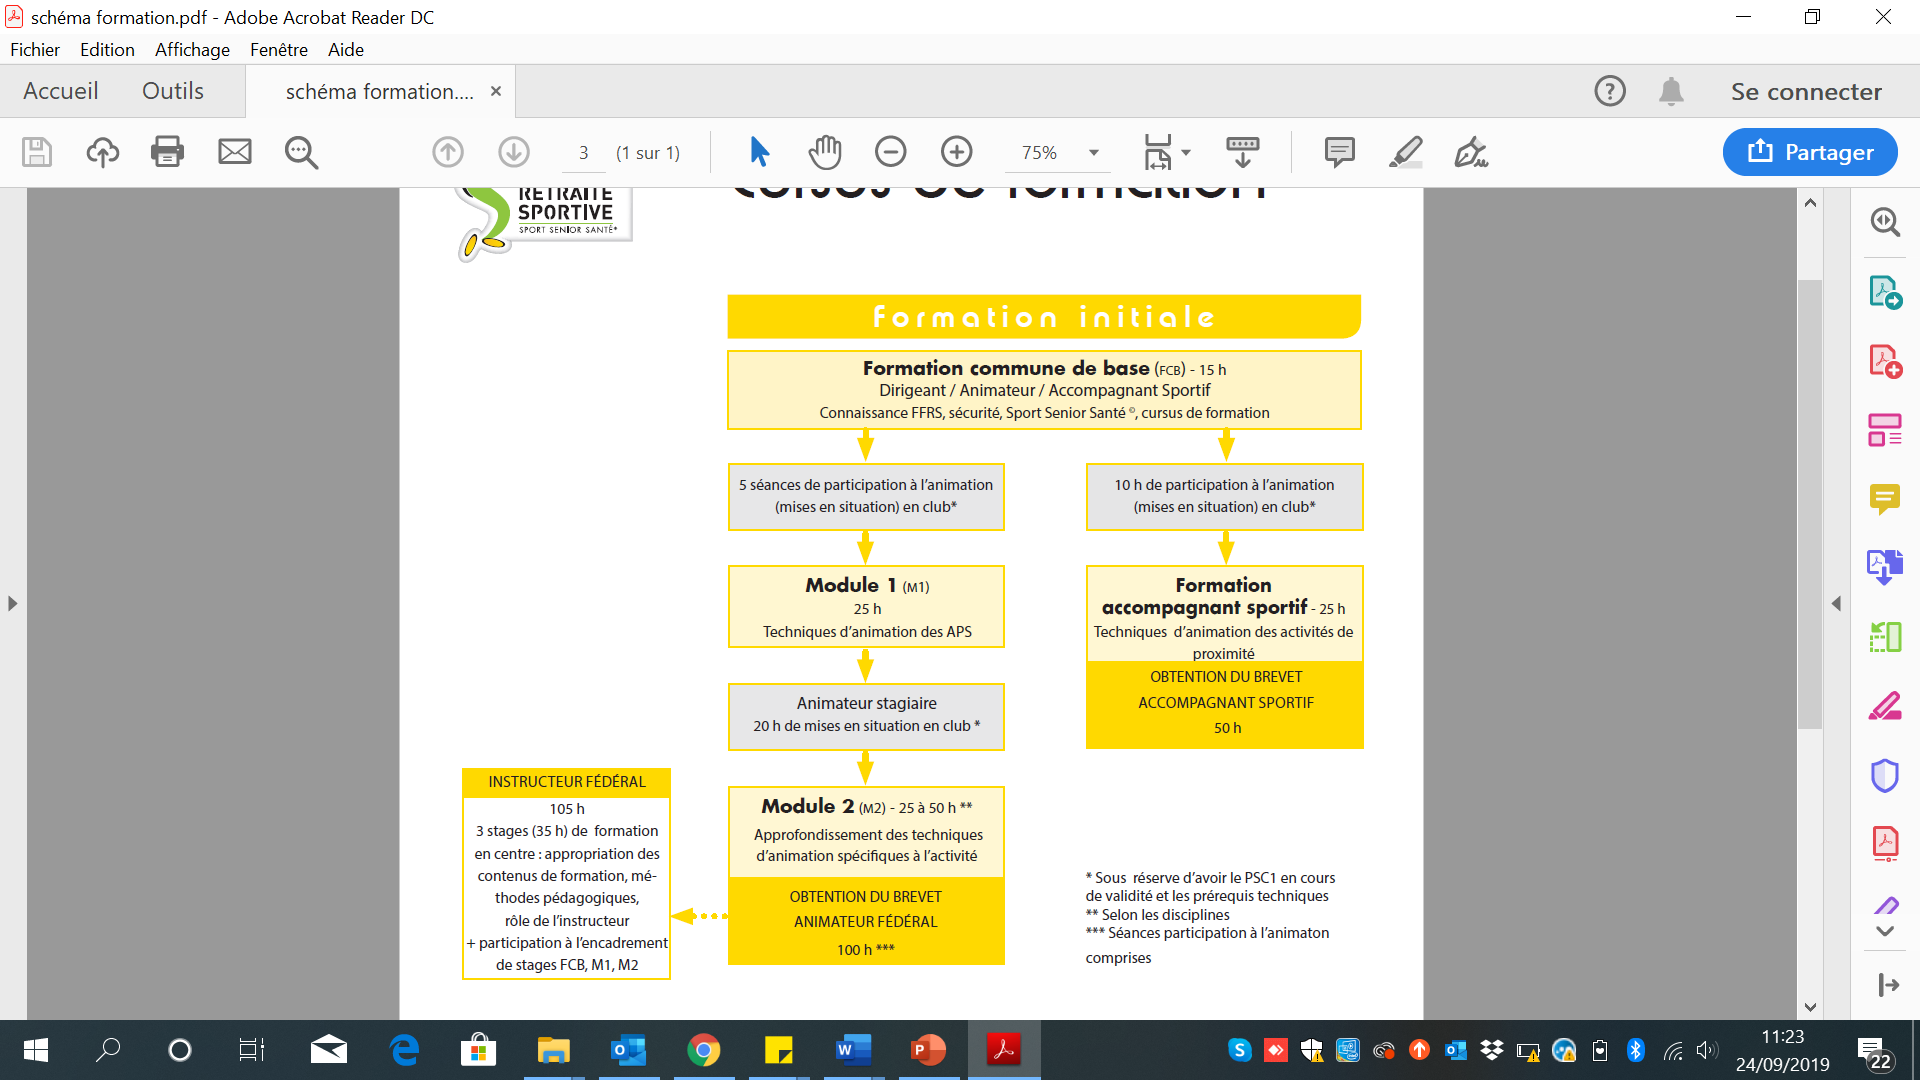 schéma formation.pdf - Adobe Acrobat Reader DC
Fichier Edition Affichage Fenêtre Aide
Accueil Outils schéma formation.... ×
Se connecter
3 (1 sur 1) 75% Partager
RETRAITE
SPORTIVE
SPORT SENIOR SANTÉ*
Cursus de formation
Formation initiale
Formation commune de base (FCB) - 15 h
Dirigeant / Animateur / Accompagnant Sportif
Connaissance FFRS, sécurité, Sport Senior Santé ©, cursus de formation
5 séances de participation à l'animation
(mises en situation) en club*
Module 1 (M1)
25 h
Techniques d'animation des APS
Animateur stagiaire
20 h de mises en situation en club *
Module 2 (M2) - 25 à 50 h **
Approfondissement des techniques
d'animation spécifiques à l'activité
OBTENTION DU BREVET
ANIMATEUR FÉDÉRAL
100 h ***
10 h de participation à l'animation
(mises en situation) en club*
Formation
accompagnant sportif - 25 h
Techniques d'animation des activités de
proximité
OBTENTION DU BREVET
ACCOMPAGNANT SPORTIF
50 h
INSTRUCTEUR FÉDÉRAL
105 h
3 stages (35 h) de formation
en centre : appropriation des
contenus de formation, mé-
thodes pédagogiques,
rôle de l'instructeur
+ participation à l'encadrement
de stages FCB, M1, M2
* Sous réserve d'avoir le PSC1 en cours
de validité et les prérequis techniques
** Selon les disciplines
*** Séances participation à l'animaton
comprises
11:23
24/09/2019
22